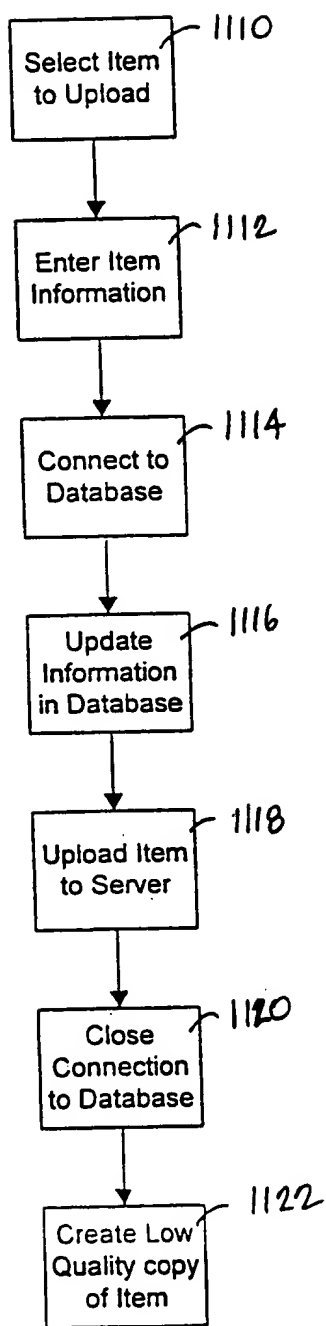 1110
Select Item
to Upload
1112
Enter Item
Information
1114
Connect to
Database
1116
Update
Information
in Database
1118
Upload Item
to Server
1120
Close
Connection
to Database
1122
Create Low
Quality copy
of Item